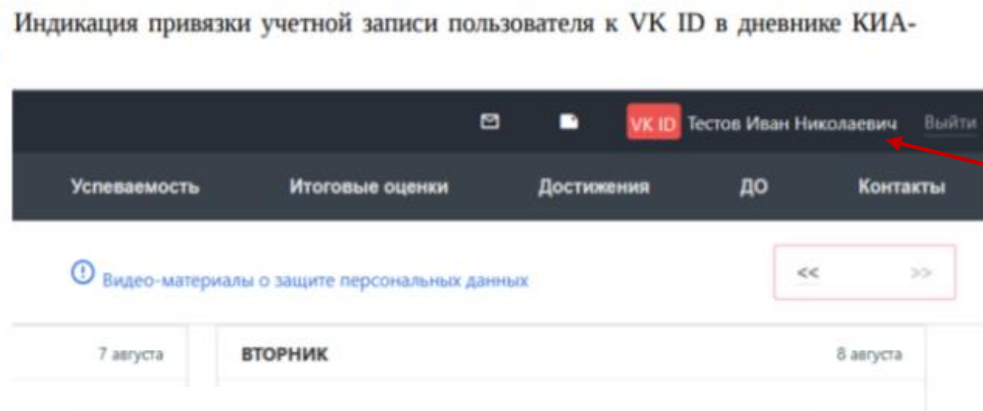 Индикация привязки учетной записи пользователя к VK ID в дневнике КИА-
VK ID Тестов Иван Николаевич Выйти
Успеваемость Итоговые оценки Достижения ДО Контакты
Видео-материалы о защите персональных данных << >>
7 августа ВТОРНИК 8 августа